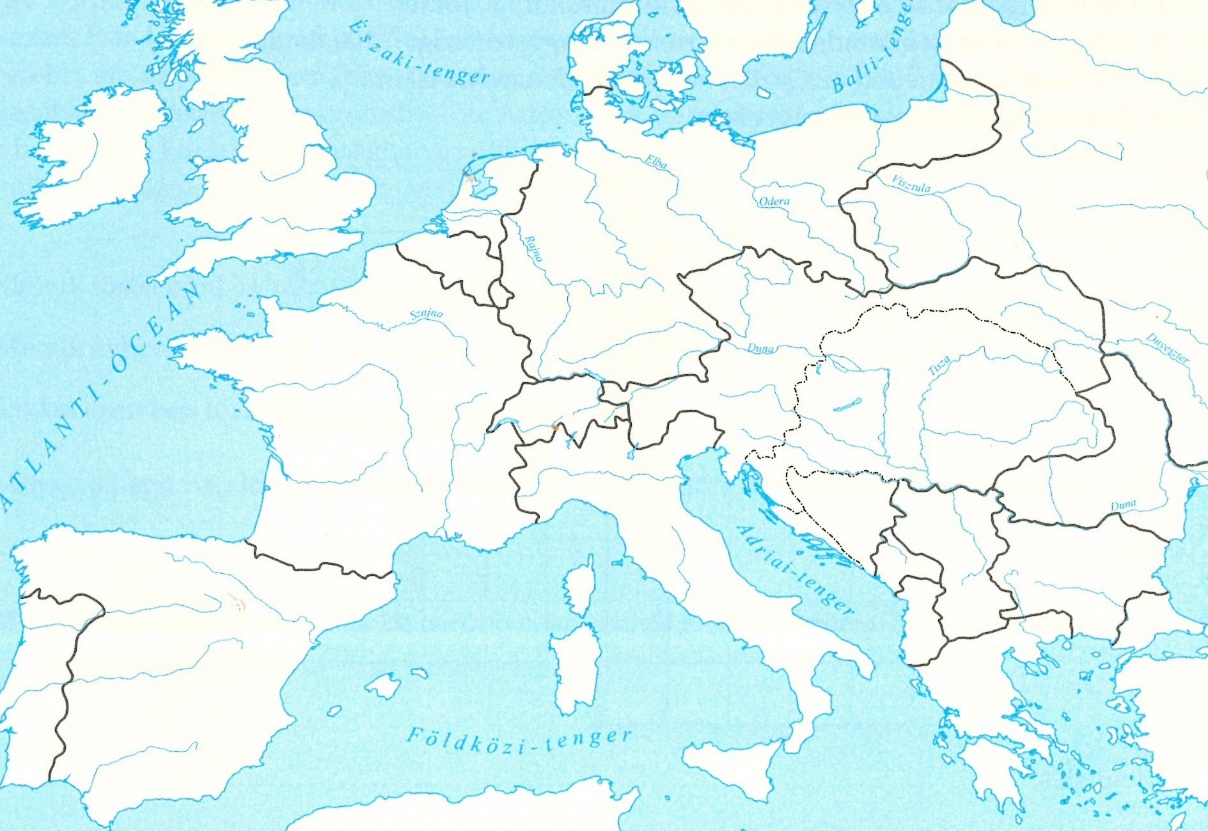 Északi-tenger
Balti-tenger
Elba
Visztula
Odera
Rajna
ATLANTI-ÓCEÁN
Szajna
Duna
Tisza
Dnyeszter
Duna
Adriai-tenger
Földközi-tenger